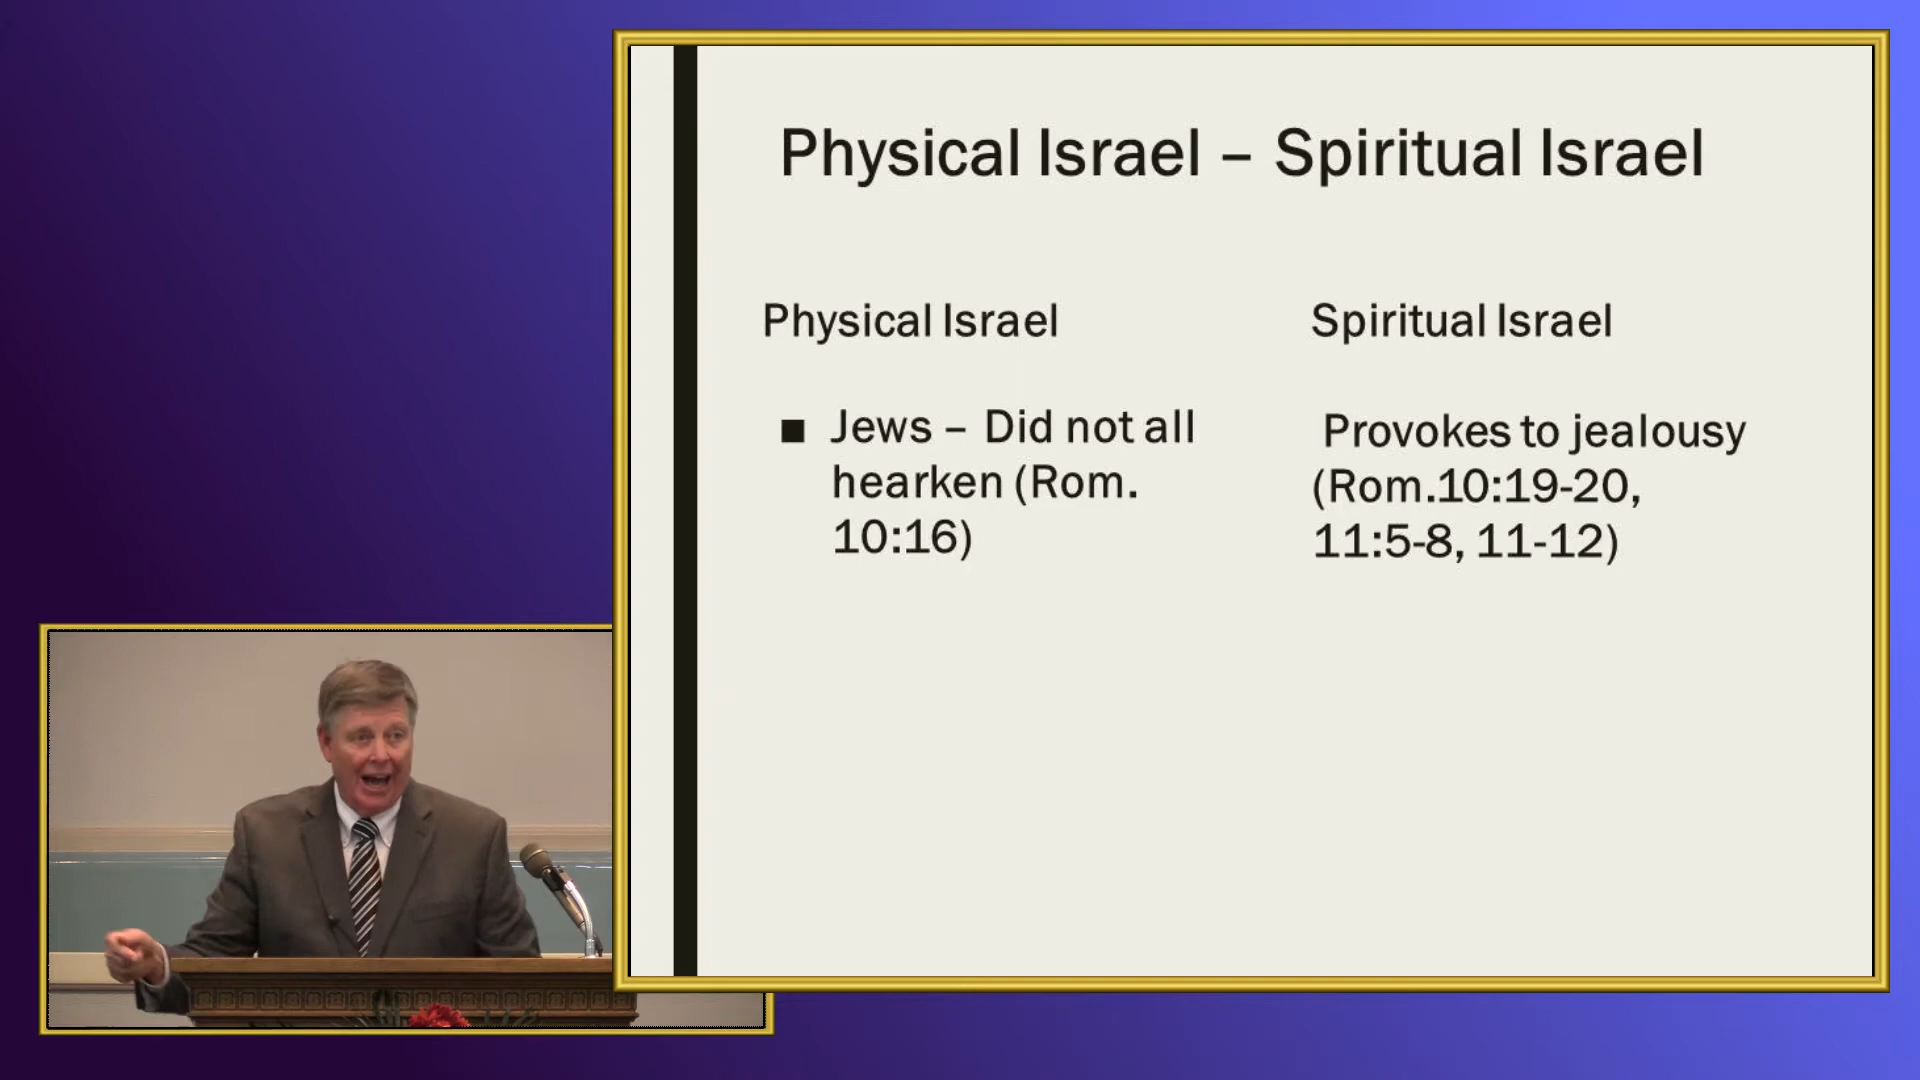 Physical Israel – Spiritual Israel
Physical Israel
■ Jews – Did not all
hearken (Rom.
10:16)
Spiritual Israel
Provokes to jealousy
(Rom.10:19-20,
11:5-8, 11-12)